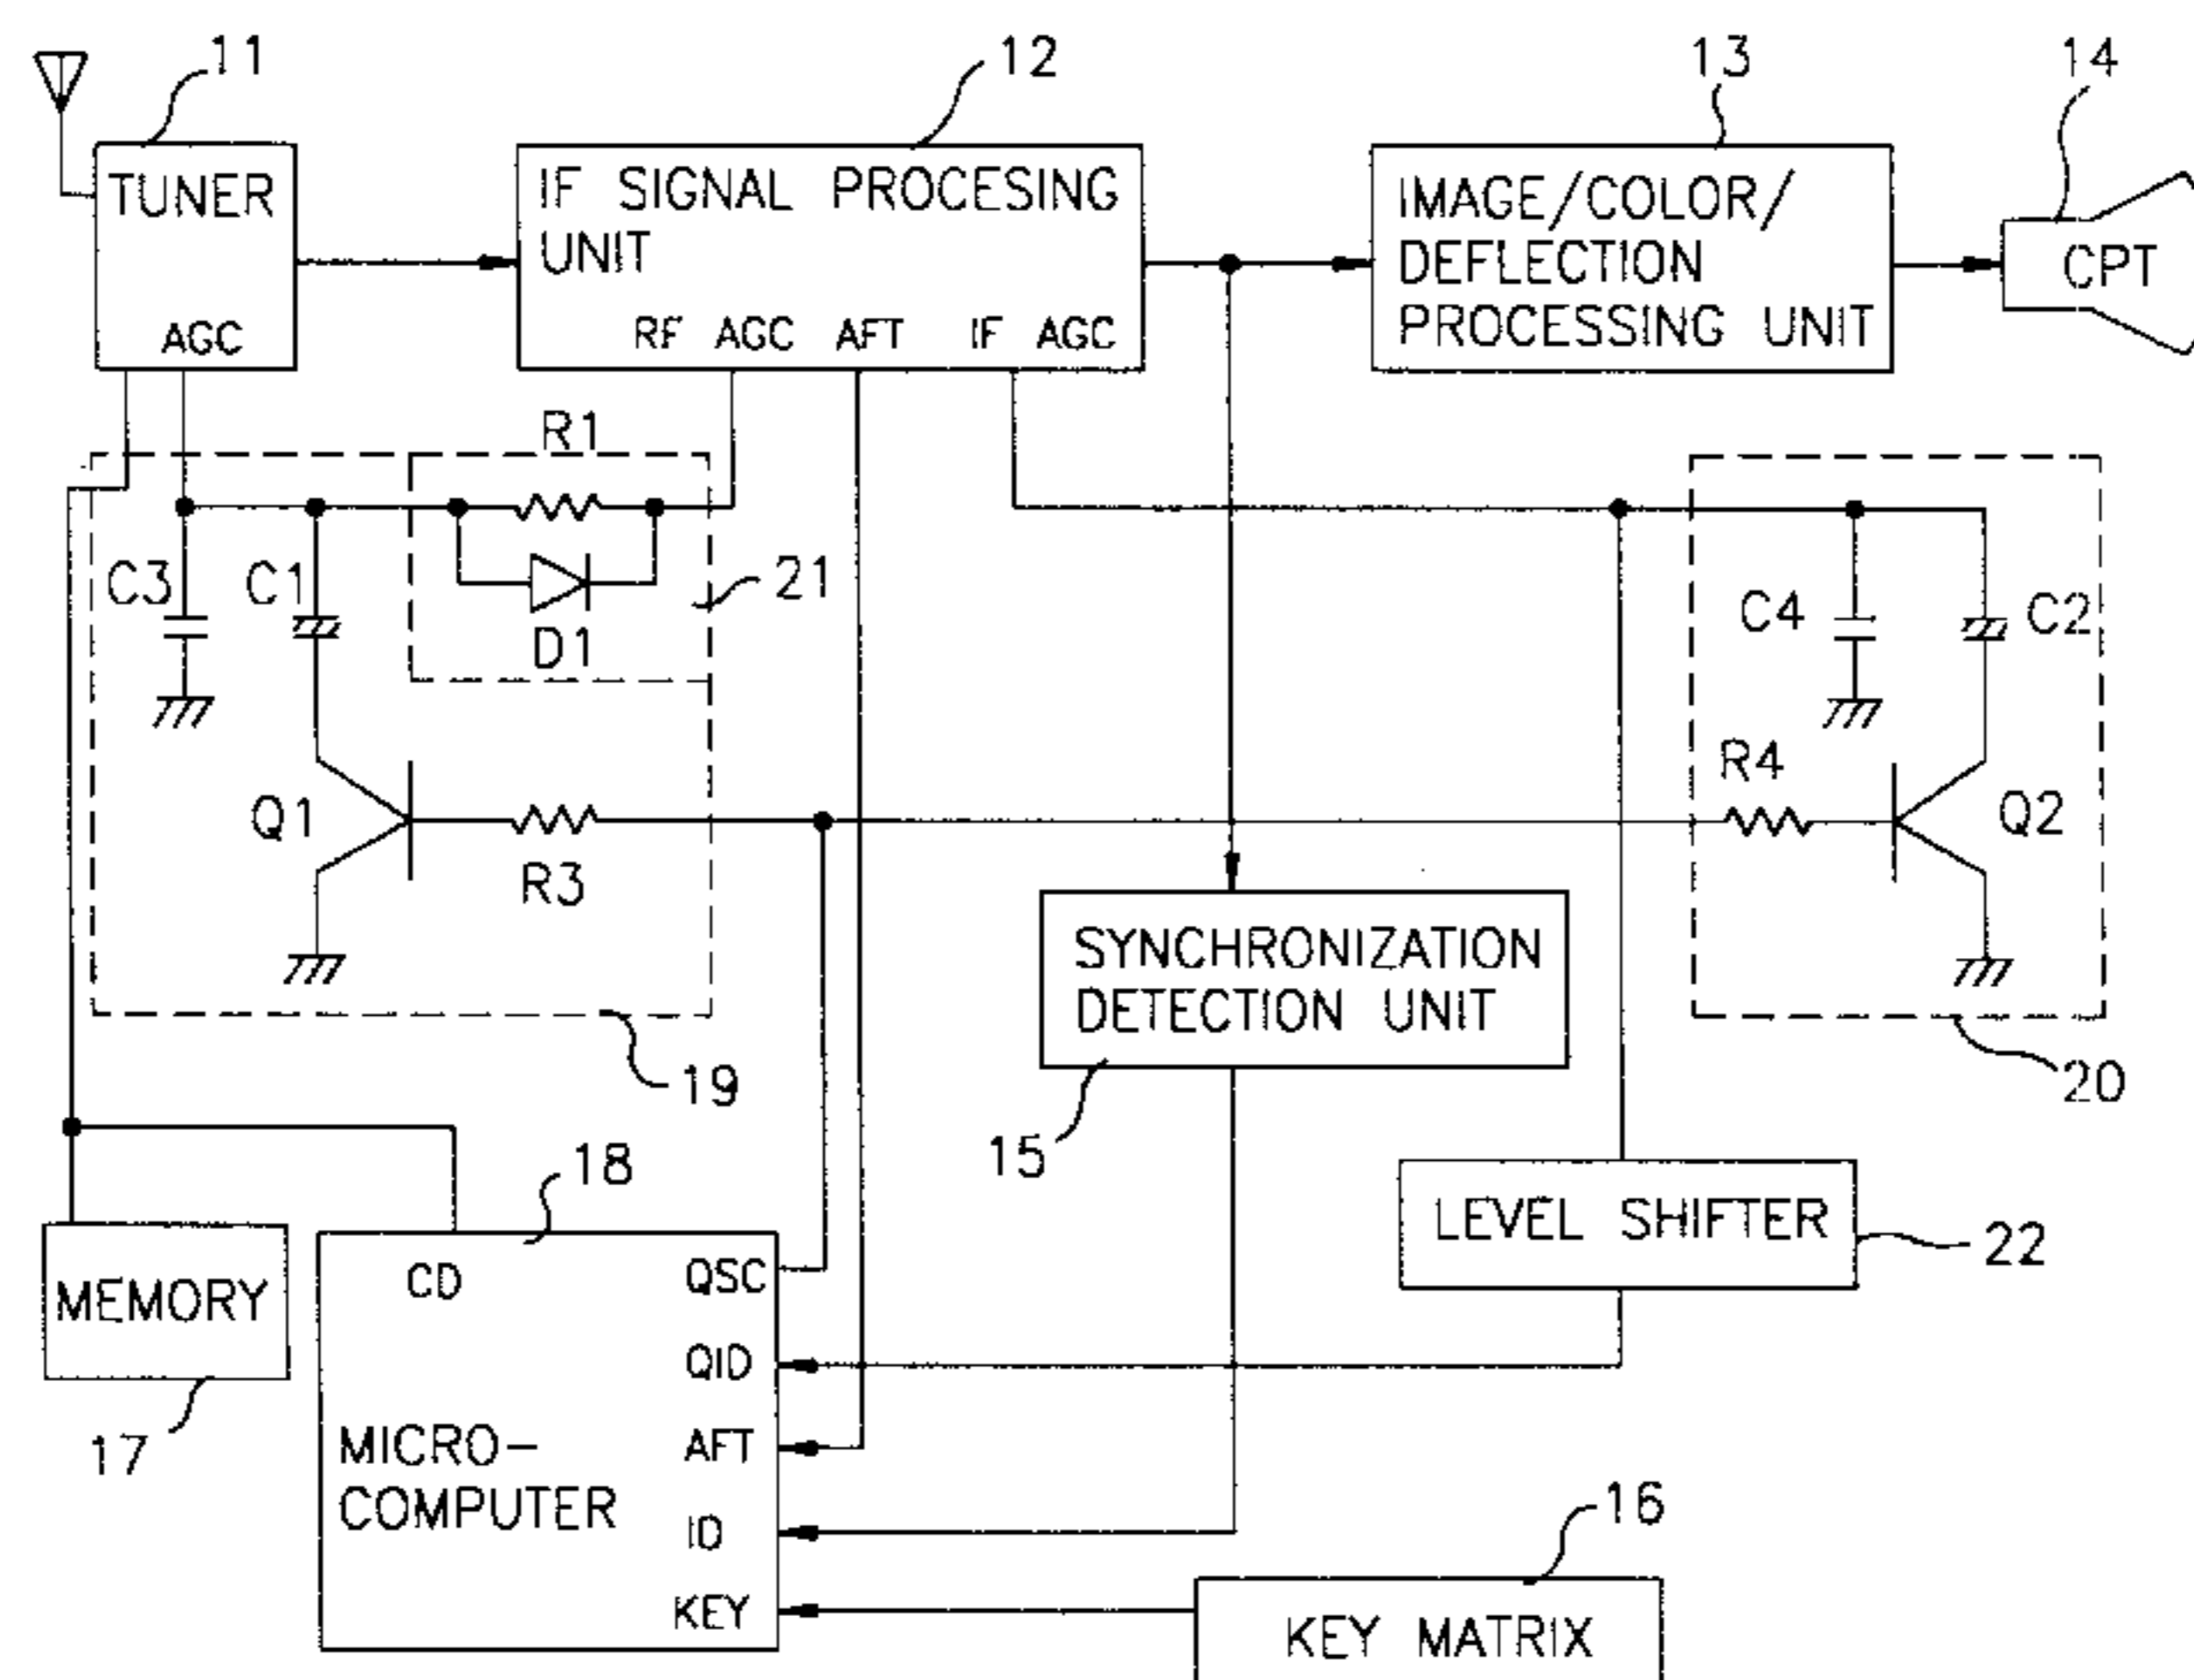 11
12
13
14
TUNER
AGC
IF SIGNAL PROCESING
UNIT
RF AGC AFT IF AGC
IMAGE/COLOR/
DEFLECTION
PROCESSING UNIT
CPT
R1
C3
C1
D1
21
C4
C2
Q1
R3
R4
Q2
SYNCHRONIZATION
DETECTION UNIT
19
20
15
18
LEVEL SHIFTER
22
MEMORY
17
CD
QSC
QID
AFT
ID
KEY
MICRO-
COMPUTER
16
KEY MATRIX